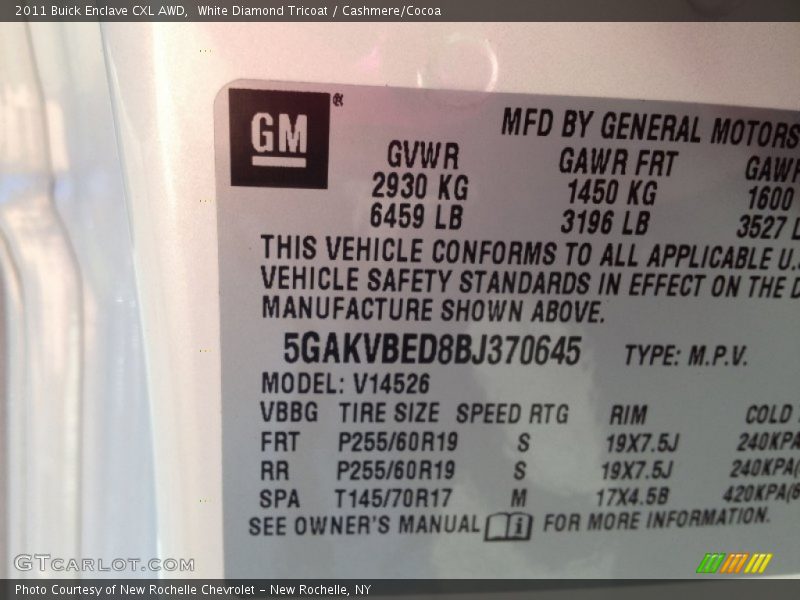 2011 Buick Enclave CXL AWD, White Diamond Tricoat / Cashmere/Cocoa
GM®
MFD BY GENERAL MOTORS
GVWR GAWR FRT GAWR
2930 KG 1450 KG 1600
6459 LB 3196 LB 3527 L
THIS VEHICLE CONFORMS TO ALL APPLICABLE U.S
VEHICLE SAFETY STANDARDS IN EFFECT ON THE D
MANUFACTURE SHOWN ABOVE.
5GAKVBED8BJ370645 TYPE: M.P.V.
MODEL: V14526
VBBG TIRE SIZE SPEED RTG RIM COLD
FRT P255/60R19 S 19X7.5J 240KPA
RR P255/60R19 S 19X7.5J 240KPA(
SPA T145/70R17 M 17X4.5B 420KPA(6
SEE OWNER'S MANUAL i FOR MORE INFORMATION.
GTCARLOT.COM
Photo Courtesy of New Rochelle Chevrolet – New Rochelle, NY